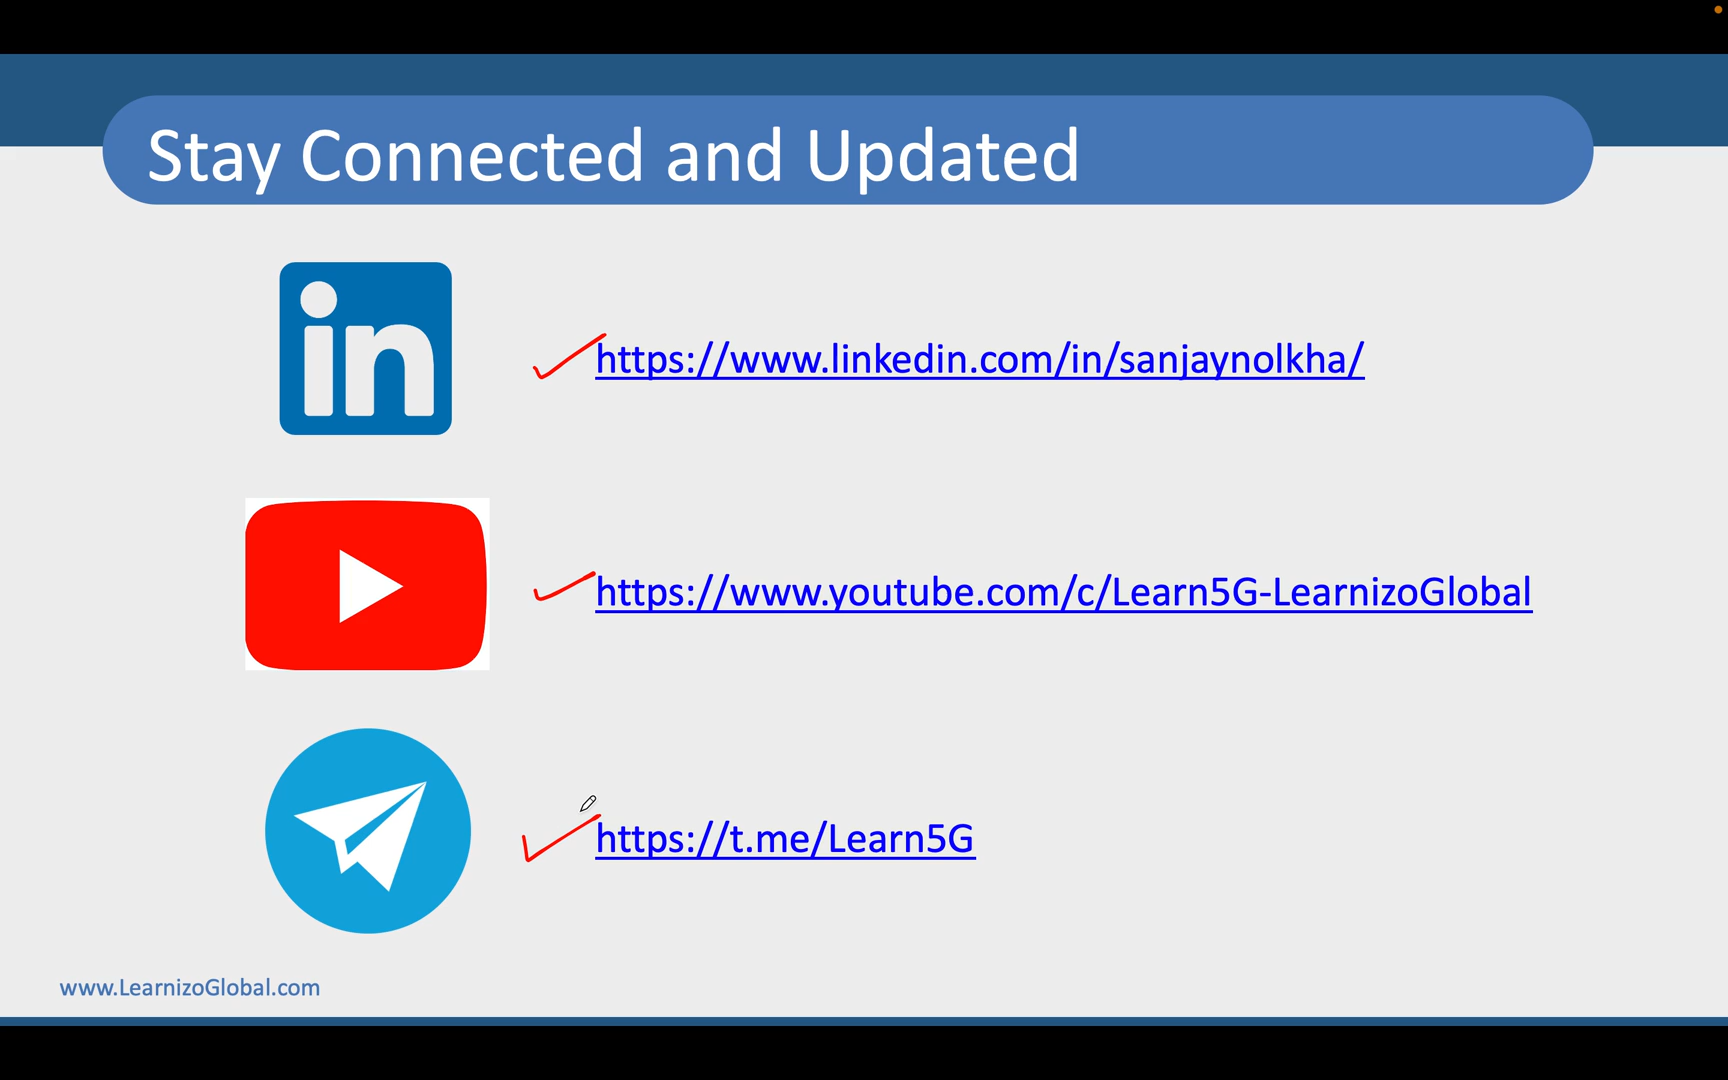 Stay Connected and Updated
in
https://www.linkedin.com/in/sanjaynolkha/
https://www.youtube.com/c/Learn5G-LearnizoGlobal
https://t.me/Learn5G
www.LearnizoGlobal.com